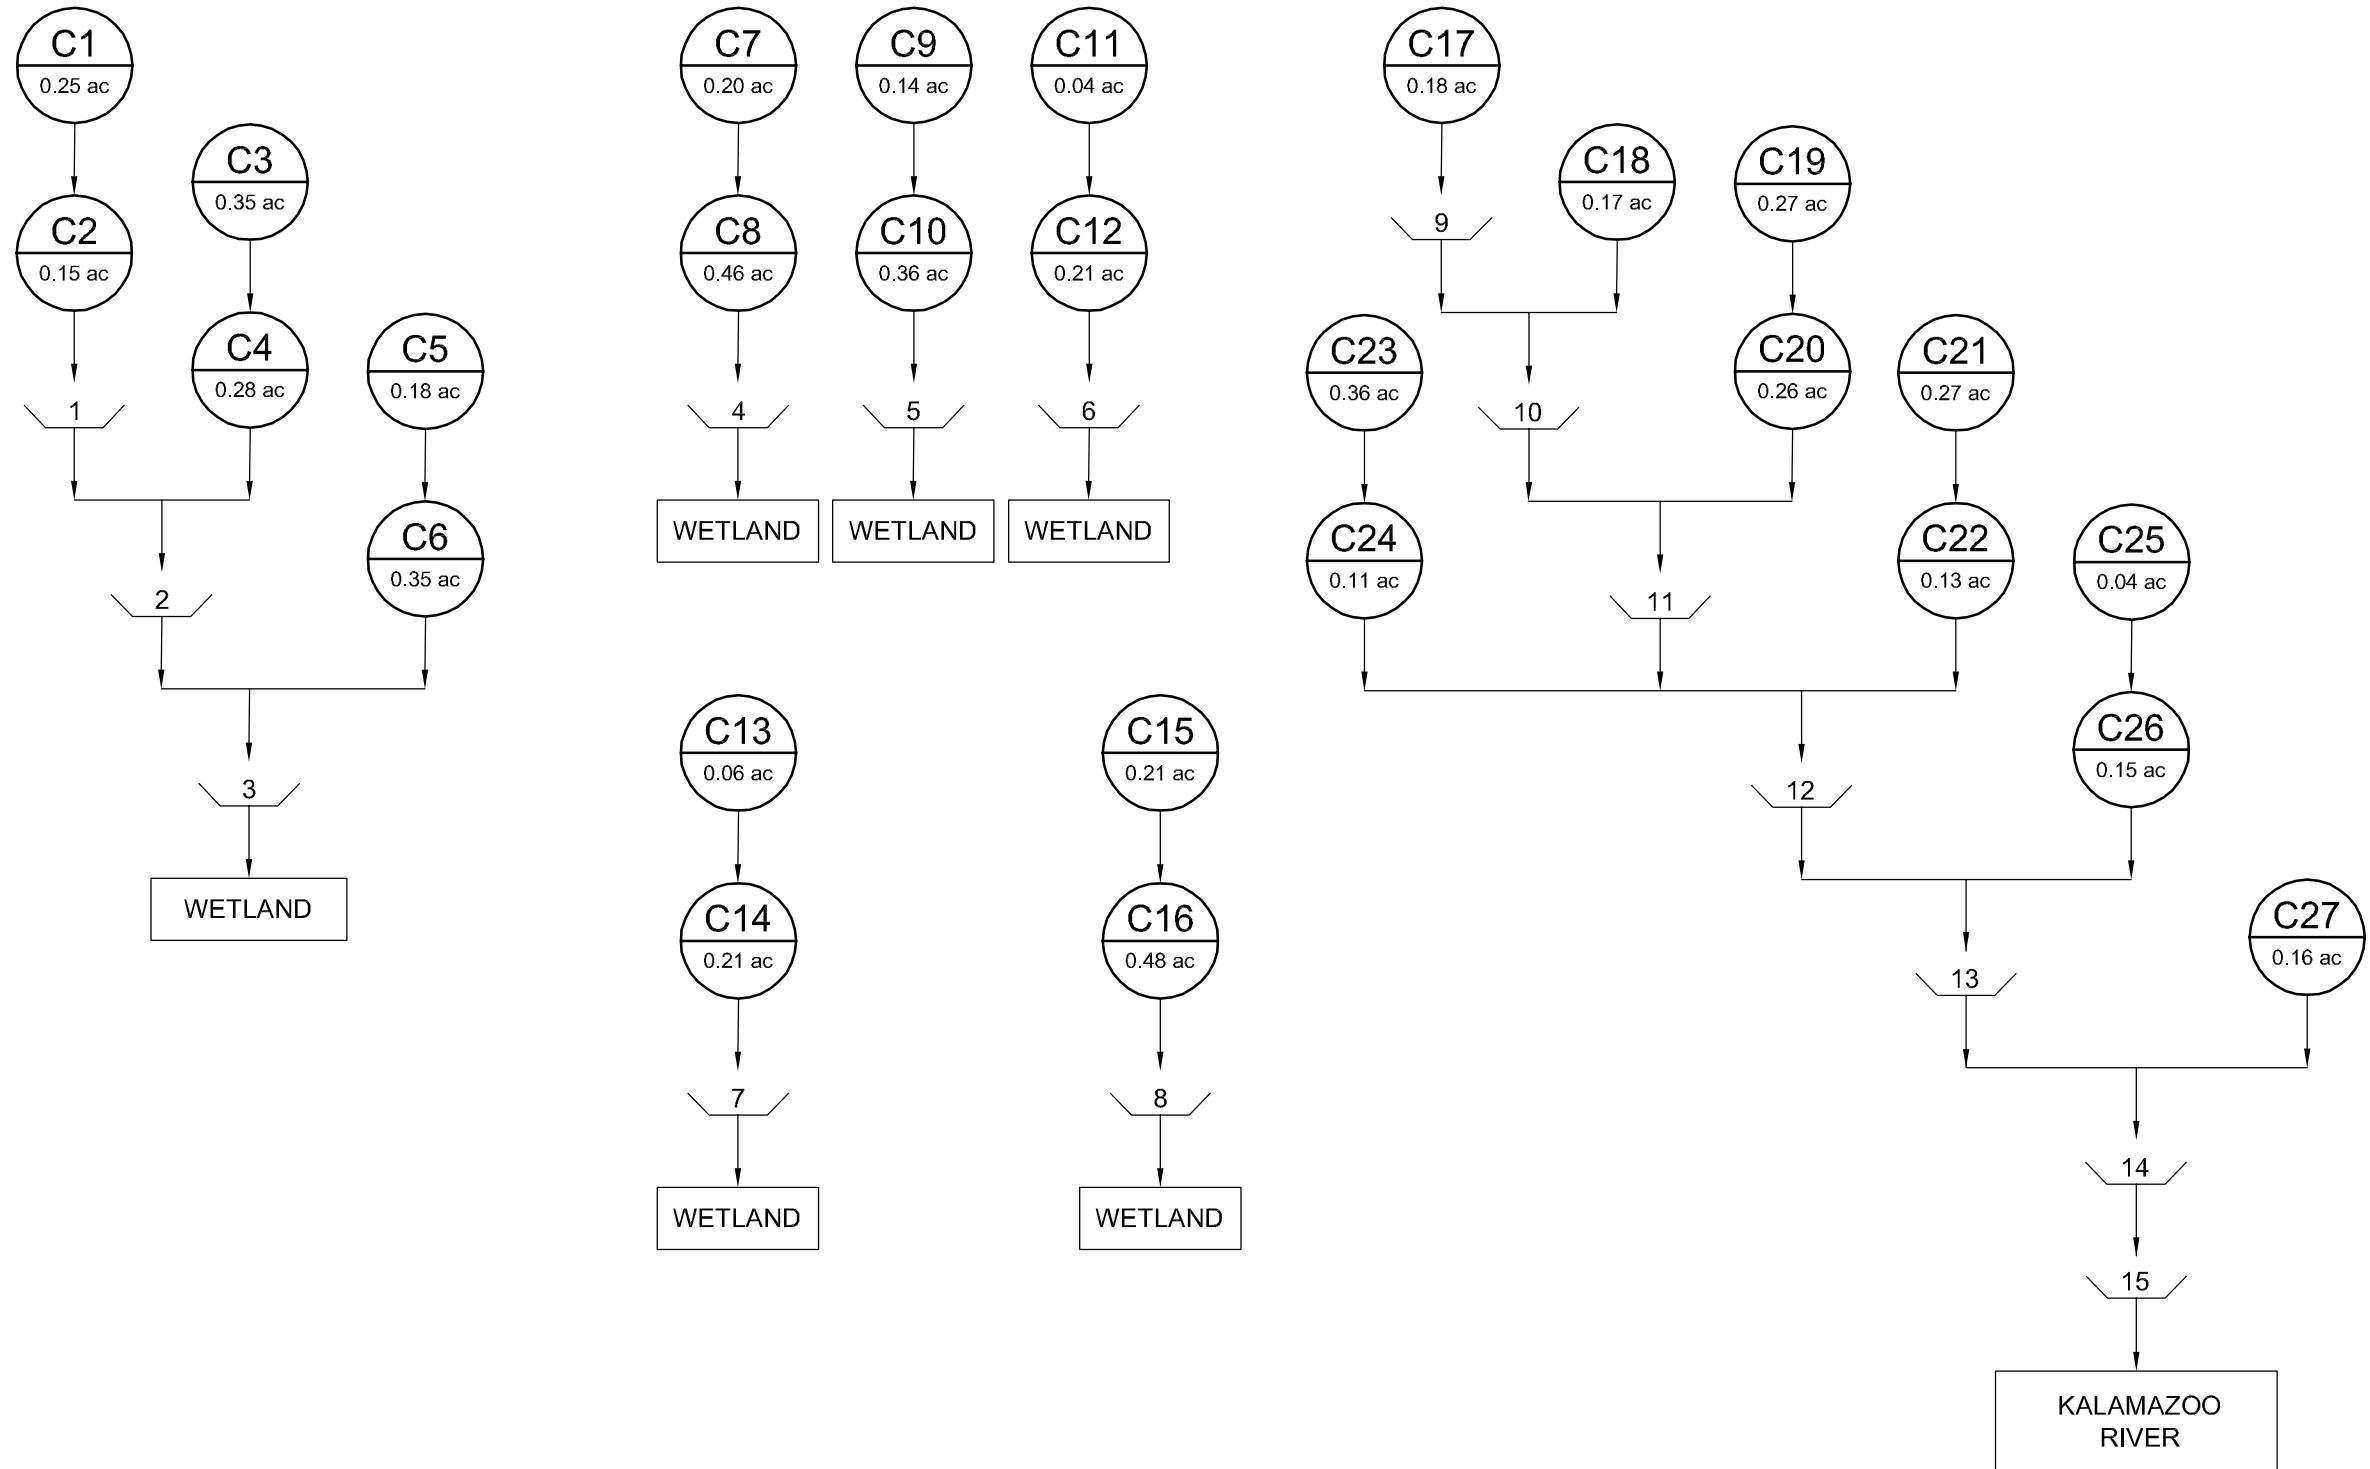 C1
0.25 ac
C2
0.15 ac
1
C3
0.35 ac
C4
0.28 ac
2
C5
0.18 ac
C6
0.35 ac
3
WETLAND
C7
0.20 ac
C8
0.46 ac
4
WETLAND
C9
0.14 ac
C10
0.36 ac
5
WETLAND
C11
0.04 ac
C12
0.21 ac
6
WETLAND
C13
0.06 ac
C14
0.21 ac
7
WETLAND
C15
0.21 ac
C16
0.48 ac
8
WETLAND
C17
0.18 ac
9
C18
0.17 ac
10
C19
0.27 ac
C20
0.26 ac
11
C23
0.36 ac
C24
0.11 ac
C21
0.27 ac
C22
0.13 ac
12
C25
0.04 ac
C26
0.15 ac
13
C27
0.16 ac
14
15
KALAMAZOO
RIVER